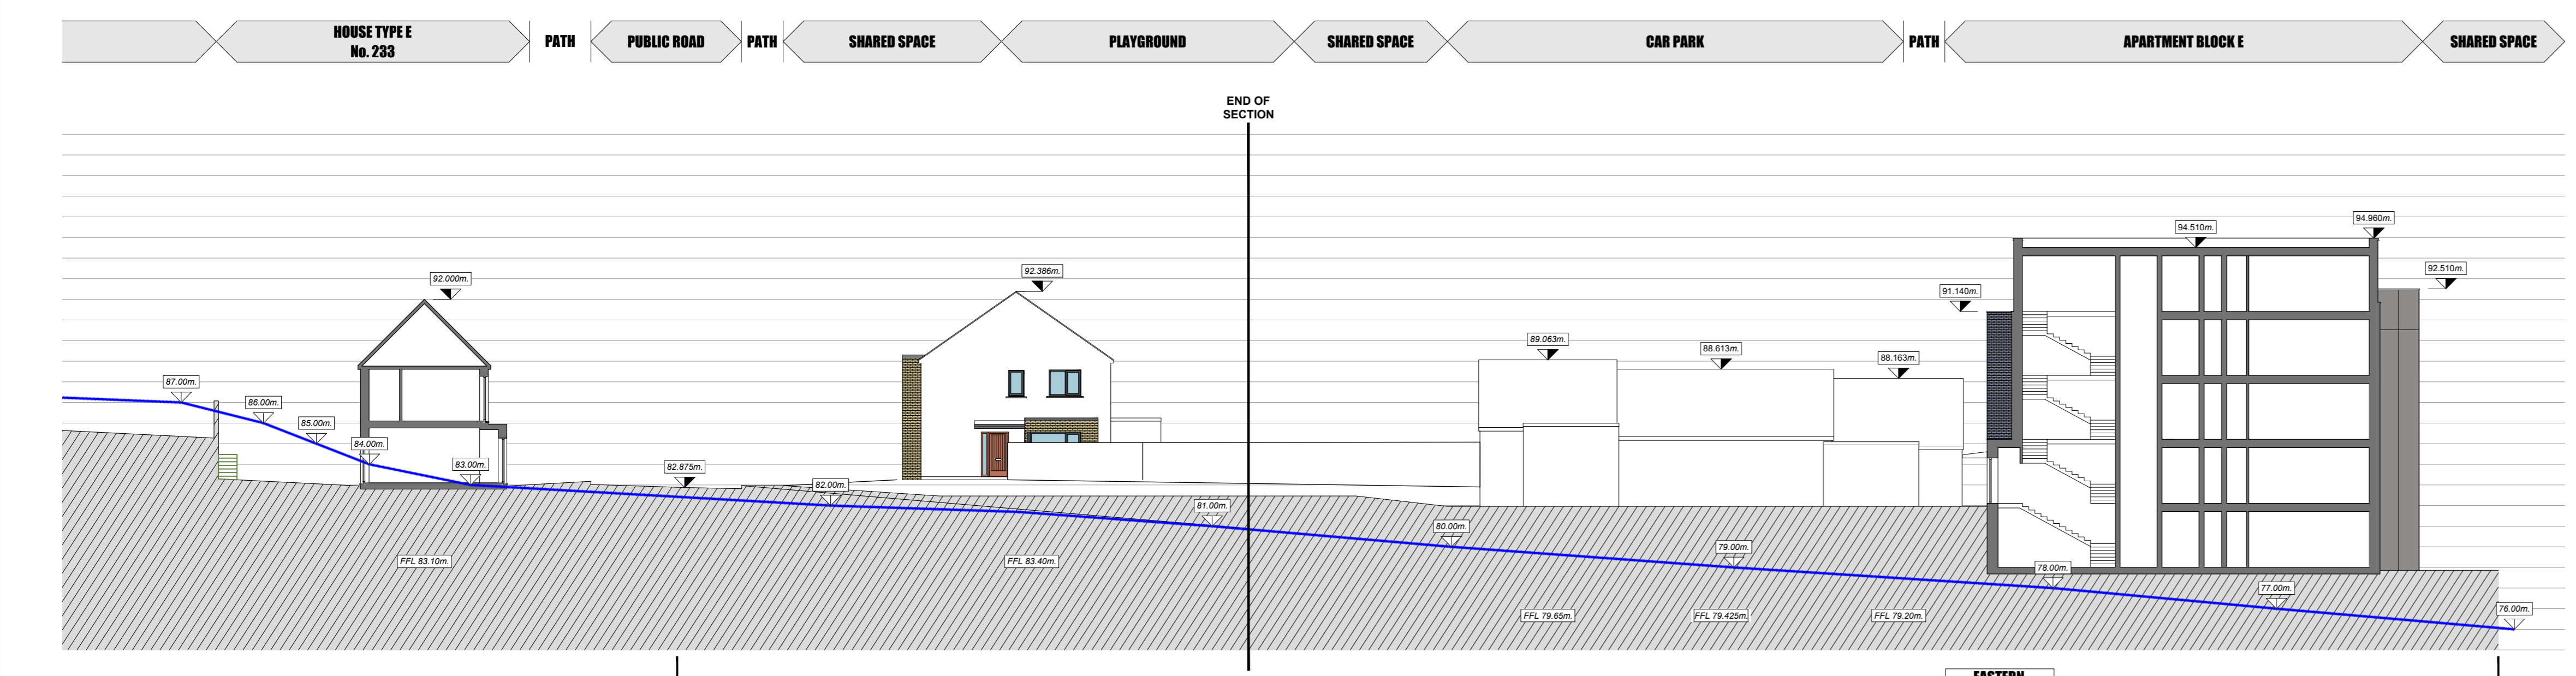 HOUSE TYPE E
No. 233
PATH
PUBLIC ROAD
PATH
SHARED SPACE
PLAYGROUND
SHARED SPACE
CAR PARK
PATH
APARTMENT BLOCK E
SHARED SPACE
END OF
SECTION
94.960m.
94.510m.
92.510m.
92.000m.
92.386m.
91.140m.
89.063m.
88.613m.
88.163m.
87.00m.
86.00m.
85.00m.
84.00m.
83.00m.
82.875m.
82.00m.
81.00m.
80.00m.
79.00m.
78.00m.
77.00m.
76.00m.
FFL 83.10m.
FFL 83.40m.
FFL 79.65m.
FFL 79.425m.
FFL 79.20m.
EASTERN